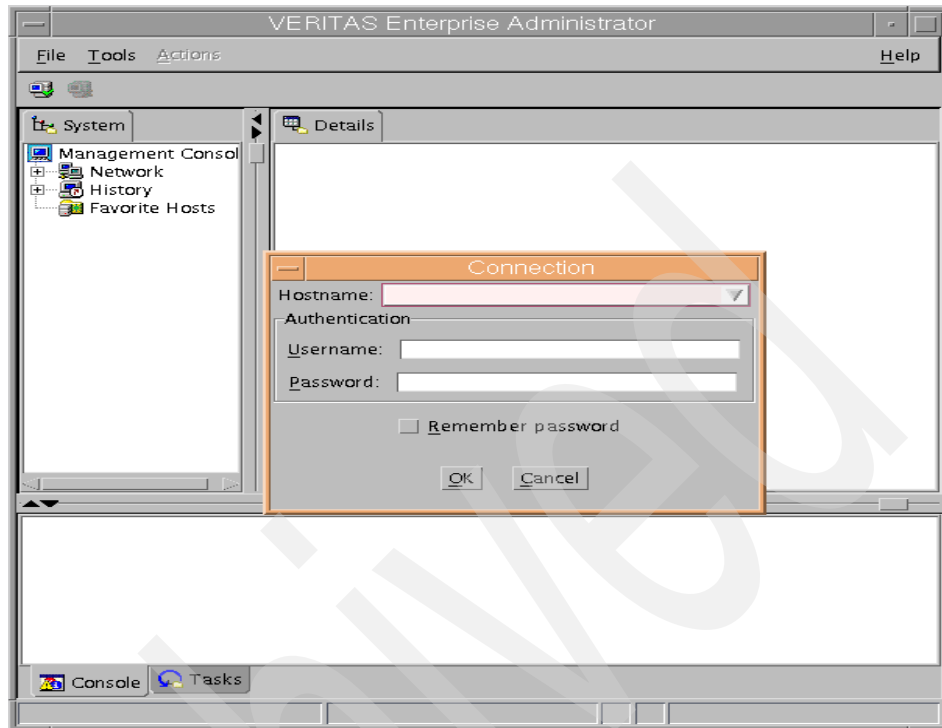 VERITAS Enterprise Administrator
File Tools Actions Help
System
Details
Management Consol
Network
History
Favorite Hosts
Connection
Hostname:
Authentication
Username:
Password:
Remember password
OK Cancel
Console Tasks
hived